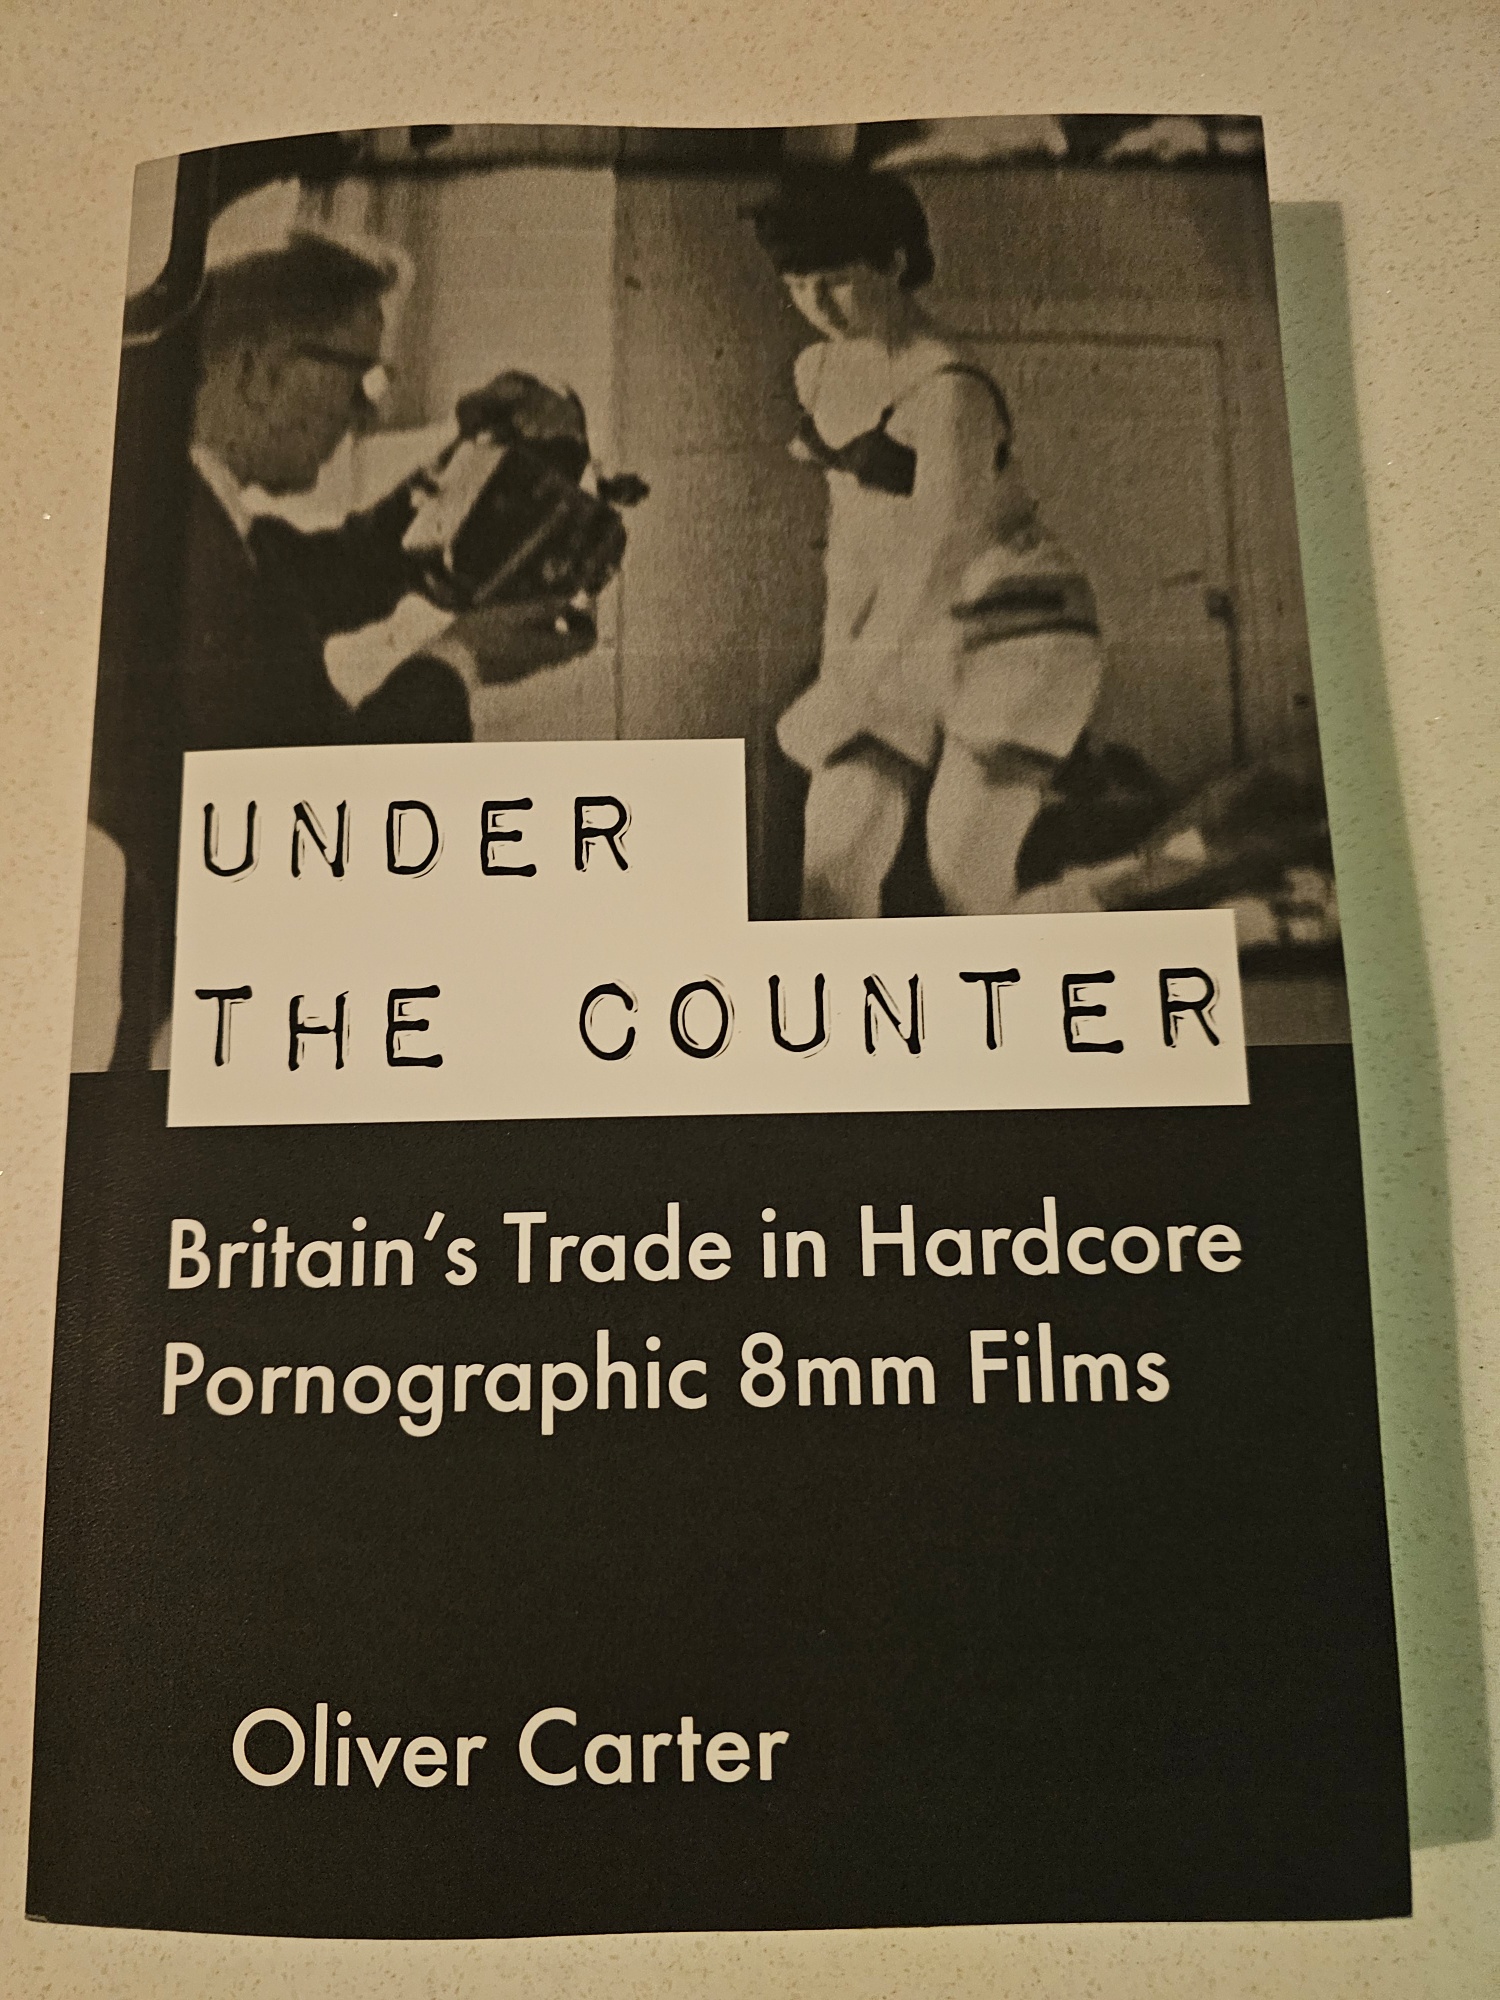 UNDER
THE COUNTER
Britain's Trade in Hardcore
Pornographic 8mm Films
Oliver Carter